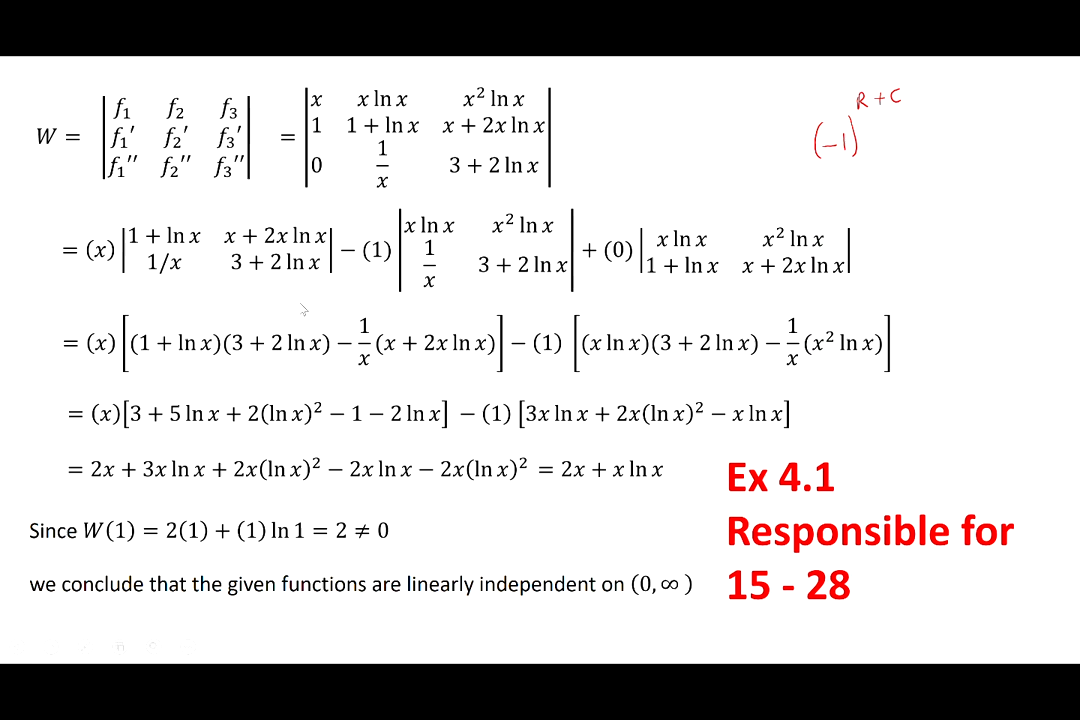 W = | f₁ f₂ f₃ | = | x x ln x x² ln x |
| f₁′ f₂′ f₃′ | | 1 1 + ln x x + 2x ln x |
| f₁′′ f₂′′ f₃′′ | | 0 1/x 3 + 2 ln x |
(−1)^(R+C)
= (x) | 1 + ln x x + 2x ln x | − (1) | x ln x x² ln x | + (0) | x ln x x² ln x |
| 1/x 3 + 2 ln x | | 1/x 3 + 2 ln x | | 1 + ln x x + 2x ln x |
= (x) [(1 + ln x)(3 + 2 ln x) − 1/x (x + 2x ln x)] − (1) [(x ln x)(3 + 2 ln x) − 1/x (x² ln x)]
= (x)[3 + 5 ln x + 2(ln x)² − 1 − 2 ln x] − (1) [3x ln x + 2x(ln x)² − x ln x]
= 2x + 3x ln x + 2x(ln x)² − 2x ln x − 2x(ln x)² = 2x + x ln x
Since W(1) = 2(1) + (1) ln 1 = 2 ≠ 0
we conclude that the given functions are linearly independent on (0, ∞ )
Ex 4.1
Responsible for
15 - 28